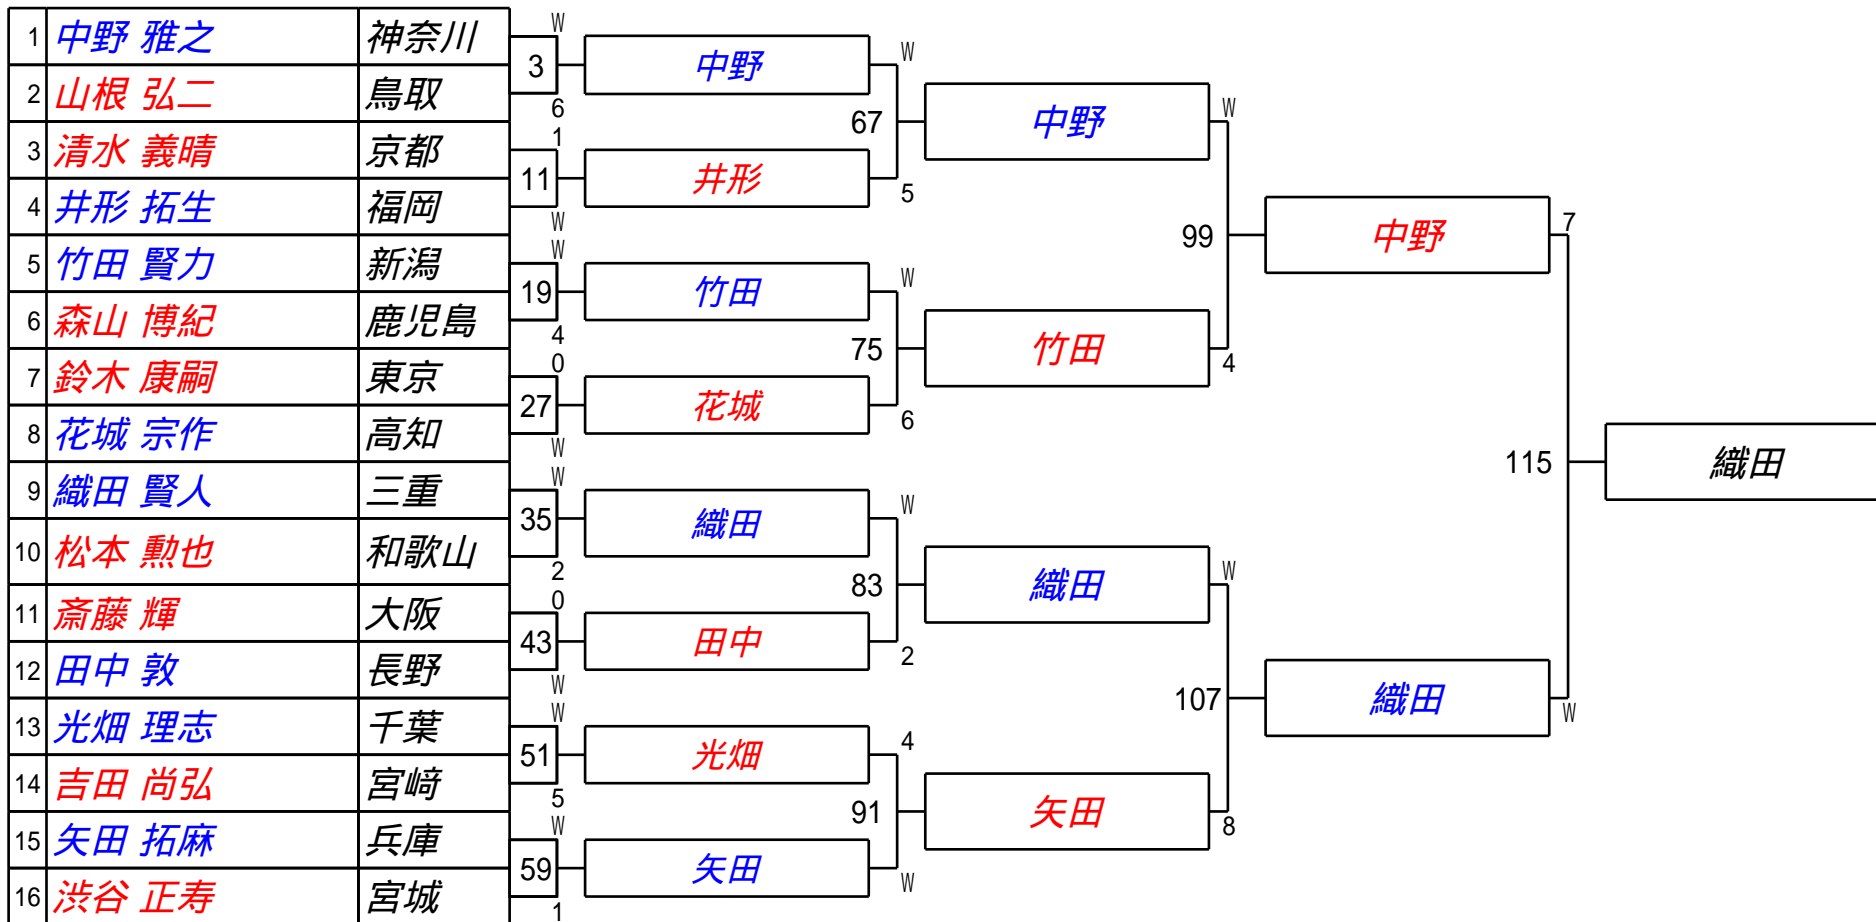 1 中野 雅之 神奈川
2 山根 弘二 鳥取
3 清水 義晴 京都
4 井形 拓生 福岡
5 竹田 賢力 新潟
6 森山 博紀 鹿児島
7 鈴木 康嗣 東京
8 花城 宗作 高知
9 織田 賢人 三重
10 松本 勲也 和歌山
11 斎藤 輝 大阪
12 田中 敦 長野
13 光畑 理志 千葉
14 吉田 尚弘 宮﨑
15 矢田 拓麻 兵庫
16 渋谷 正寿 宮城
W
3
6
1
11
W
W
19
4
0
27
W
W
35
2
0
43
W
W
51
5
W
59
1
中野
井形
竹田
花城
織田
田中
光畑
矢田
W
67
5
W
75
6
W
83
2
4
91
W
中野
竹田
織田
矢田
W
99
4
W
107
8
中野
織田
7
115
W
織田